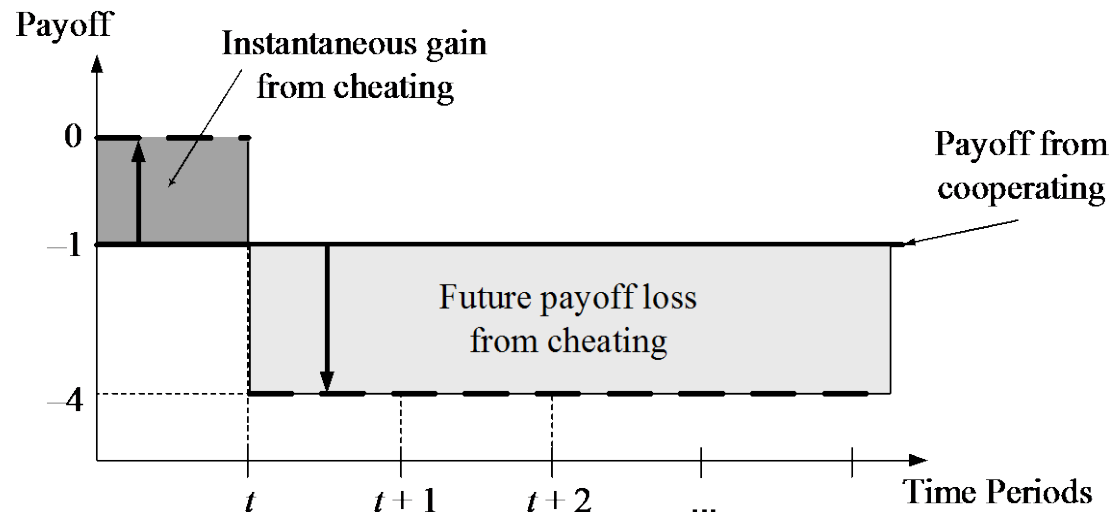 Payoff
Instantaneous gain
from cheating
0
Payoff from
cooperating
–1
Future payoff loss
from cheating
–4
t
t + 1
t + 2
...
Time Periods